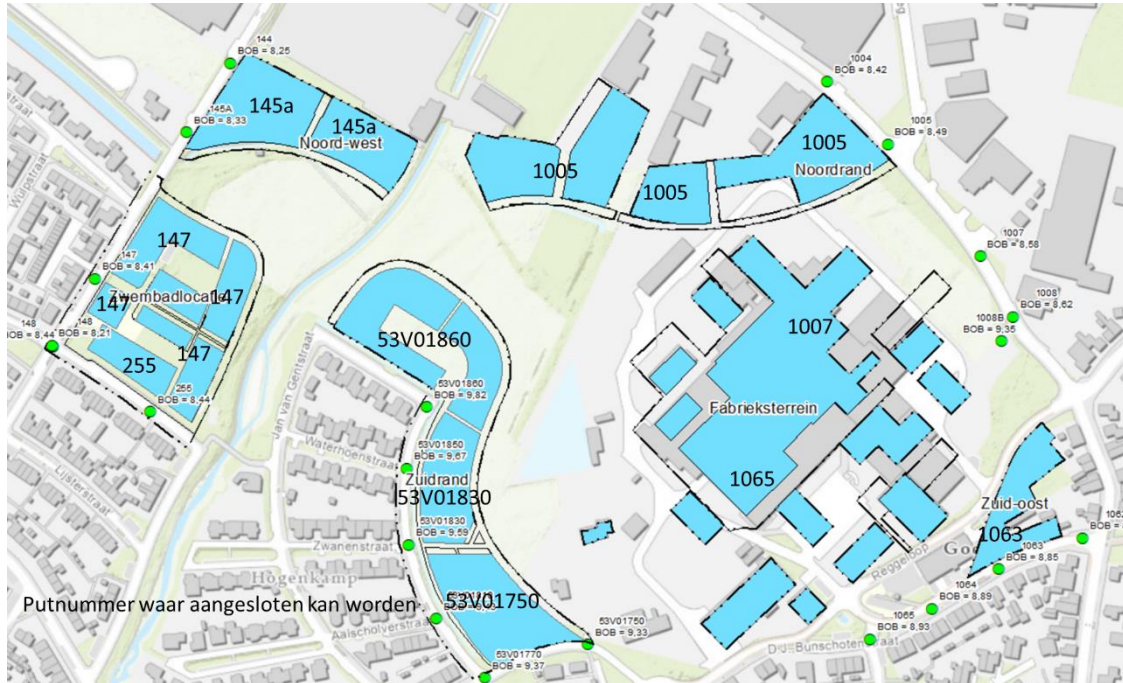 144
BOB = 8,25
145A
BOB = 8,33
145a
145a
Noord-west
1004
BOB = 8,42
1005
BOB = 8,49
1005
1005
1005
Noordrand
Wulpstraat
147
BOB = 8,41
147
147
147
147
Zwembadlocatie
148
BOB = 8,44
148
BOB = 8,21
255
255
BOB = 8,44
1007
BOB = 8,58
1008
BOB = 8,62
1008B
BOB = 9,35
1007
Fabrieksterrein
1065
53V01860
53V01860
BOB = 9,82
Jan van Gentstraat
Waterhoenstraat
53V01850
BOB = 9,67
Zuidrand
53V01830
53V01830
BOB = 9,59
Zwanenstraat
Lijsterstraat
Hogenkamp
Putnummer waar aangesloten kan worden
Aalscholverstraat
53V01750
53V01750
BOB = 9,33
53V01770
BOB = 9,37
Zuid-oost
1063
1063
BOB = 8,85
Reggeloop
1064
BOB = 8,89
1065
BOB = 8,93
D.J. Bunschotenstraat